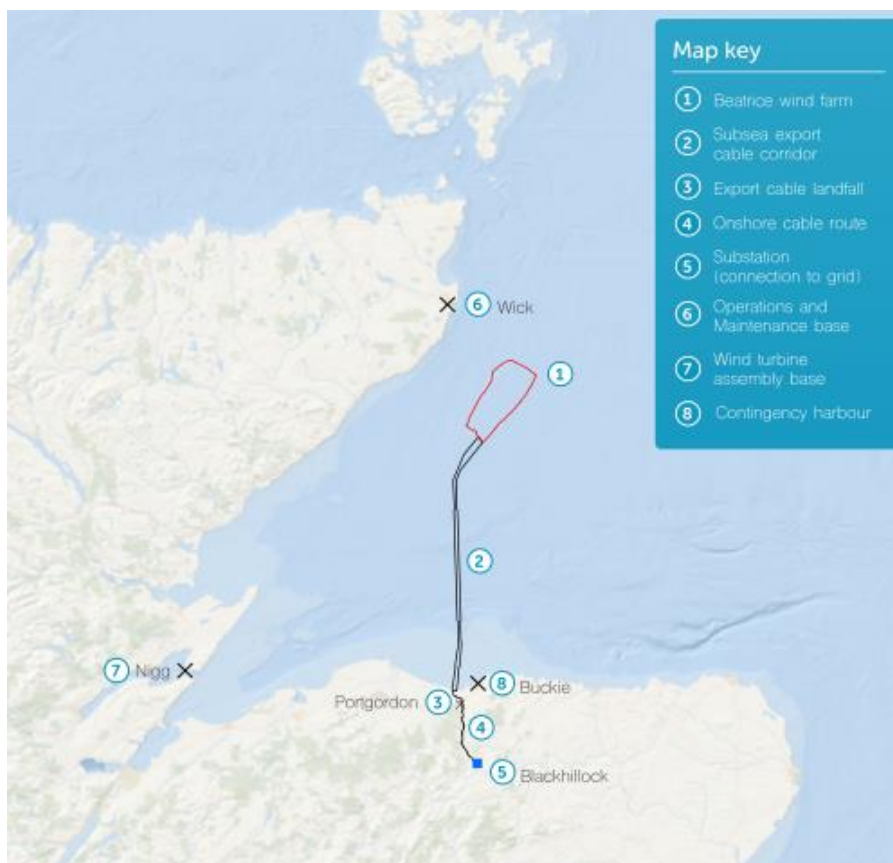 Map key
1 Beatrice wind farm
2 Subsea export
cable corridor
3 Export cable landfall
4 Onshore cable route
5 Substation
(connection to grid)
6 Operations and
Maintenance base
7 Wind turbine
assembly base
8 Contingency harbour
6 Wick
1
2
7 Nigg
8 Buckie
Portgordon 3
4
5 Blackhillock